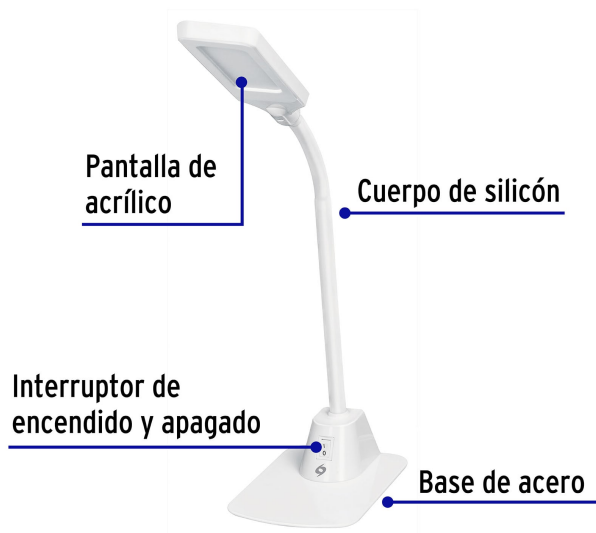 Pantalla de
acrílico
Cuerpo de silicón
Interruptor de
encendido y apagado
Base de acero